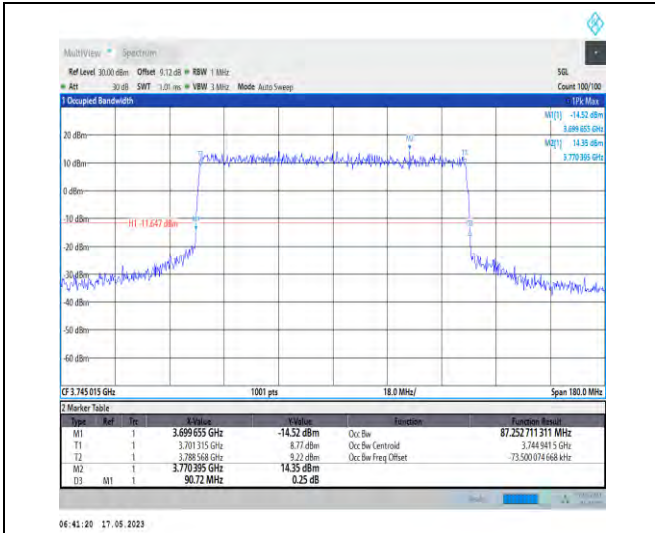 MultiView Spectrum
Ref Level 30.00 dBm Offset 9.12 dB RBW 1 MHz SGL
Att 30 dB SWT 1.01 ms VBW 3 MHz Mode Auto Sweep Count 100/100
1 Occupied Bandwidth 1Pk Max
M1[1] -14.52 dBm
3.699 655 GHz
M2[1] 14.35 dBm
3.770 395 GHz
20 dBm
M2
T1
T2
10 dBm
0 dBm
-10 dBm
H1 -11.647 dBm
-20 dBm
-30 dBm
-40 dBm
-50 dBm
-60 dBm
CF 3.745 015 GHz 1001 pts 18.0 MHz/ Span 180.0 MHz
2 Marker Table
Type Ref Trc X-Value Y-Value Function Function Result
M1 1 3.699 655 GHz -14.52 dBm Occ Bw 87.252 711 311 MHz
T1 1 3.701 315 GHz 8.77 dBm Occ Bw Centroid 3.744 941 5 GHz
T2 1 3.788 568 GHz 9.22 dBm Occ Bw Freq Offset -73.500 074 668 kHz
M2 1 3.770 395 GHz 14.35 dBm
D3 M1 1 90.72 MHz 0.25 dB
06:41:20 17.05.2023